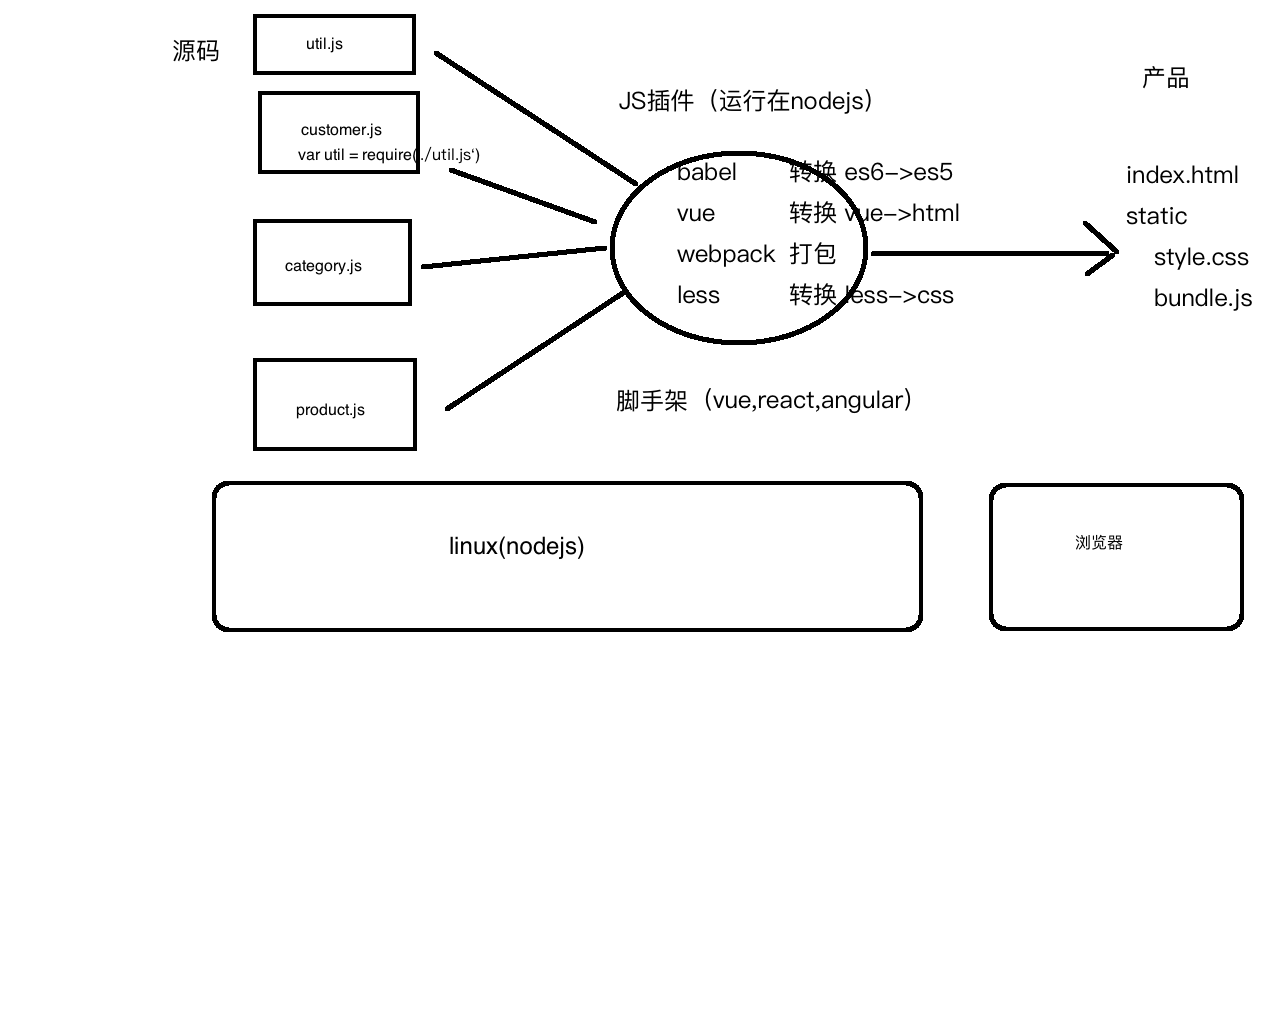 源码
util.js
customer.js
var util = require(./util.js‘)
category.js
product.js
JS插件（运行在nodejs）
babel 转换 es6->es5
vue 转换 vue->html
webpack 打包
less 转换 less->css
脚手架（vue,react,angular）
产品
index.html
static
style.css
bundle.js
linux(nodejs)
浏览器